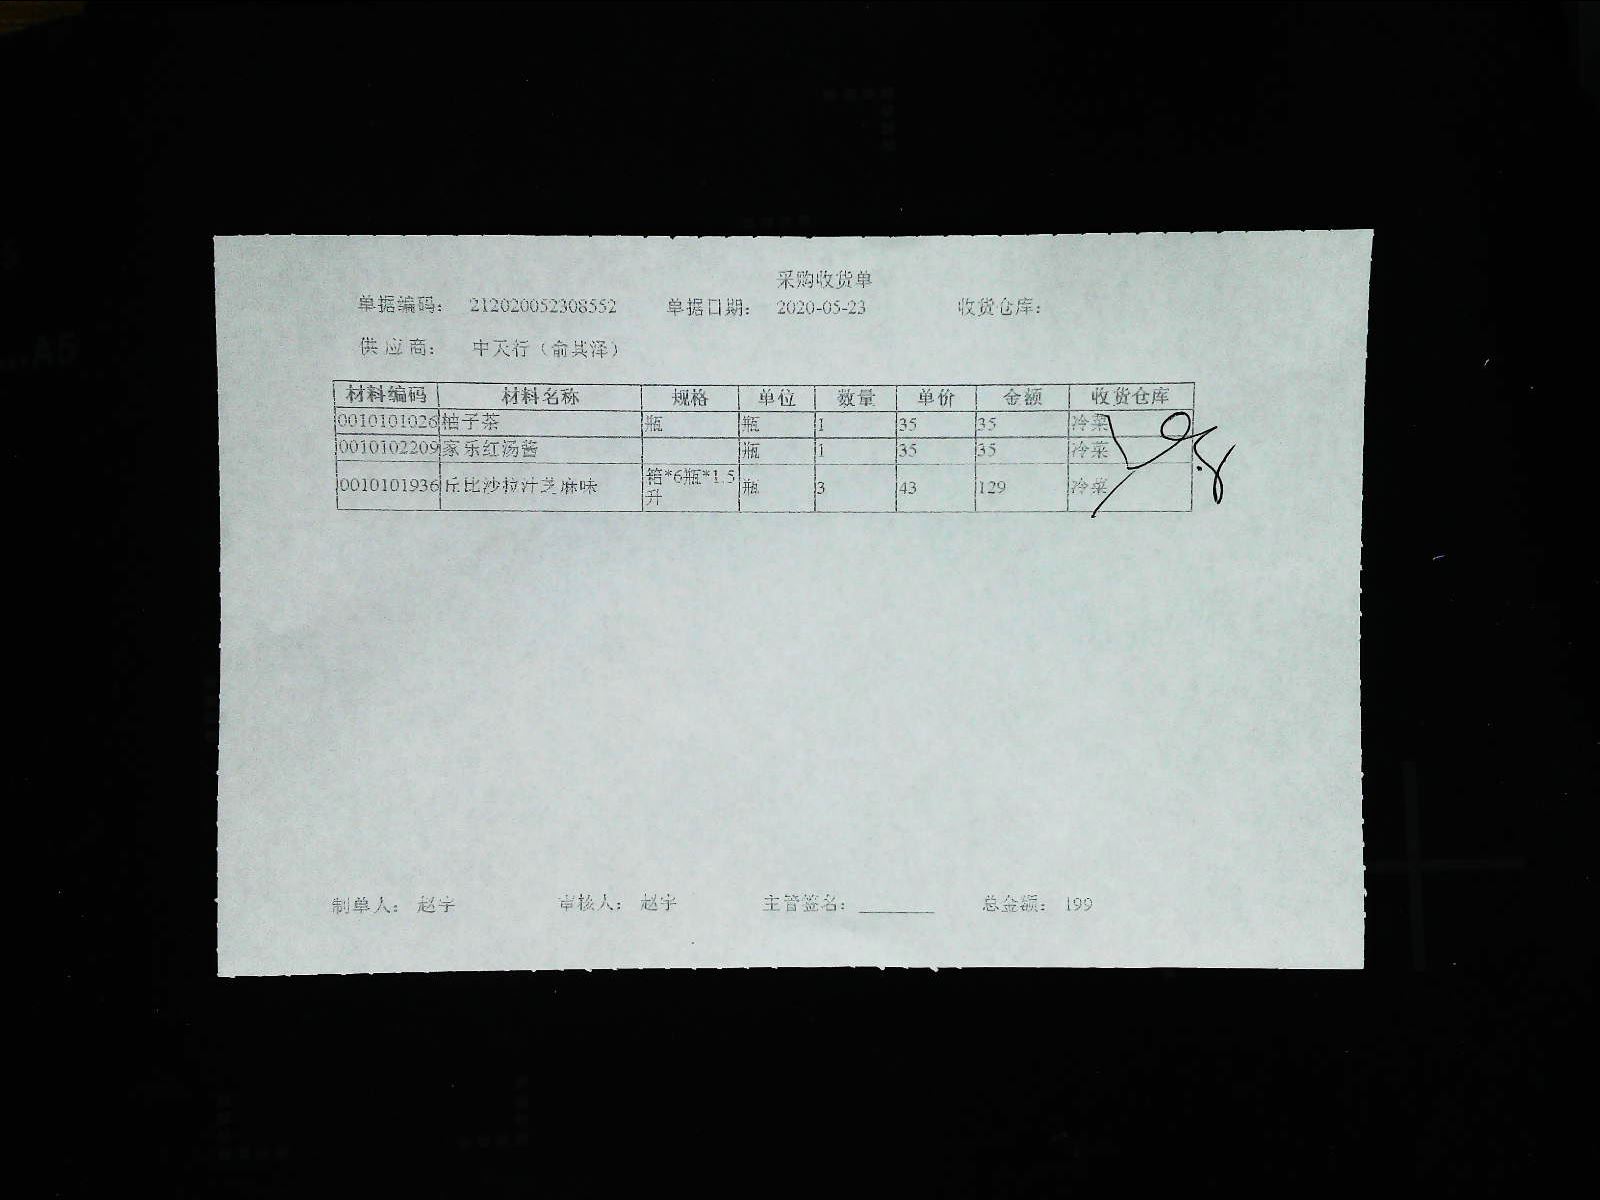 采购收货单
单据编码： 212020052308552 单据日期： 2020-05-23 收货仓库：
供应商： 中天行（俞其泽）
材料编码 材料名称 规格 单位 数量 单价 金额 收货仓库
0010101026 柚子茶 瓶 瓶 1 35 35 冷菜
0010102209 家乐红汤酱 瓶 1 35 35 冷菜
0010101936 丘比沙拉汁芝麻味 箱*6瓶*1.5升 瓶 3 43 129 冷菜
制单人： 赵宇 审核人： 赵宇 主管签名： 总金额： 199